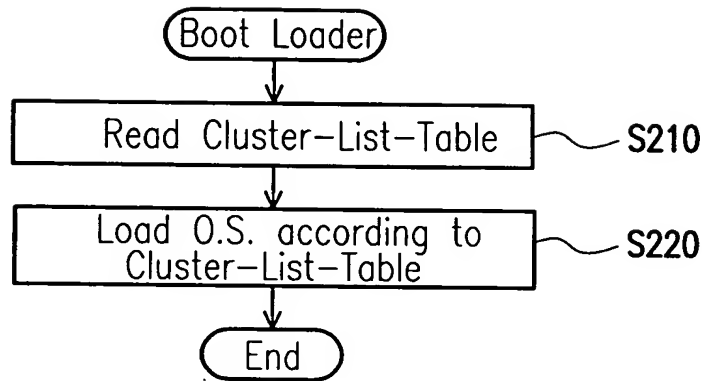 Boot Loader
Read Cluster-List-Table
S210
Load O.S. according to
Cluster-List-Table
S220
End